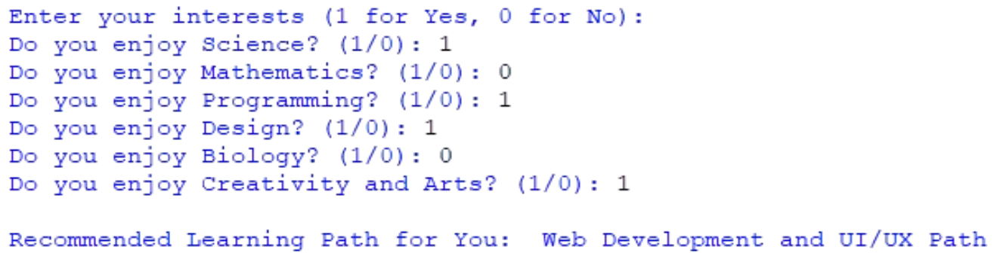 Enter your interests (1 for Yes, 0 for No):
Do you enjoy Science? (1/0): 1
Do you enjoy Mathematics? (1/0): 0
Do you enjoy Programming? (1/0): 1
Do you enjoy Design? (1/0): 1
Do you enjoy Biology? (1/0): 0
Do you enjoy Creativity and Arts? (1/0): 1
Recommended Learning Path for You:  Web Development and UI/UX Path